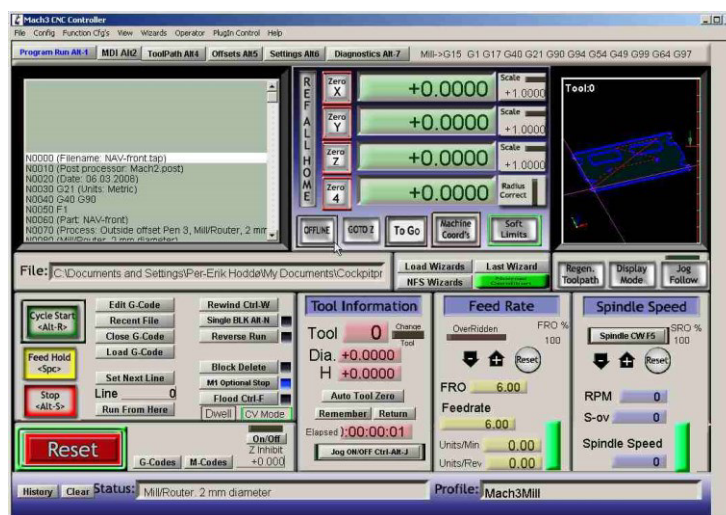 Mach3 CNC Controller
File Config Function Cfg's View Wizards Operator PlugIn Control Help
Program Run Alt-1 MDI Alt2 ToolPath Alt4 Offsets Alt5 Settings Alt6 Diagnostics Alt-7 Mill->G15 G1 G17 G40 G21 G90 G94 G54 G49 G99 G64 G97
N0000 (Filename: NAV-front.tap)
N0010 (Post processor: Mach2.post)
N0020 (Date: 06.03.2008)
N0030 G21 (Units: Metric)
N0040 G40 G90
N0050 F1
N0060 (Part: NAV-front)
N0070 (Process: Outside offset Pen 3, Mill/Router, 2 mm
N0080 (Mill/Router, 2 mm diameter)
REF ALL HOME
Zero X +0.0000 Scale +1.0000
Zero Y +0.0000 Scale +1.0000
Zero Z +0.0000 Scale +1.0000
Zero 4 +0.0000 Radius Correct
OFFLINE GOTO Z To Go Machine Coord's Soft Limits
Tool:0
File: C:\Documents and Settings\Per-Erik Hodde\My Documents\Cockpitpr
Load Wizards Last Wizard
NFS Wizards
Regen. Toolpath Display Mode Jog Follow
Cycle Start <Alt-R>
Feed Hold <Spc>
Stop <Alt-S>
Edit G-Code Rewind Ctrl-W
Recent File Single BLK Alt-N
Close G-Code Reverse Run
Load G-Code
Block Delete
Set Next Line M1 Optional Stop
Line 0 Flood Ctrl-F
Run From Here Dwell CV Mode
Reset
G-Codes M-Codes
On/Off
Z Inhibit
+0.000
Tool Information
Tool 0 Change Tool
Dia. +0.0000
H +0.0000
Auto Tool Zero
Remember Return
Elapsed ):00:00:01
Jog ON/OFF Ctrl-Alt-J
Feed Rate
OverRidden FRO %
100
Reset
FRO 6.00
Feedrate
6.00
Units/Min 0.00
Units/Rev 0.00
Spindle Speed
Spindle CW F5 SRO %
100
Reset
RPM 0
S-ov 0
Spindle Speed
0
History Clear Status: Mill/Router. 2 mm diameter Profile: Mach3Mill